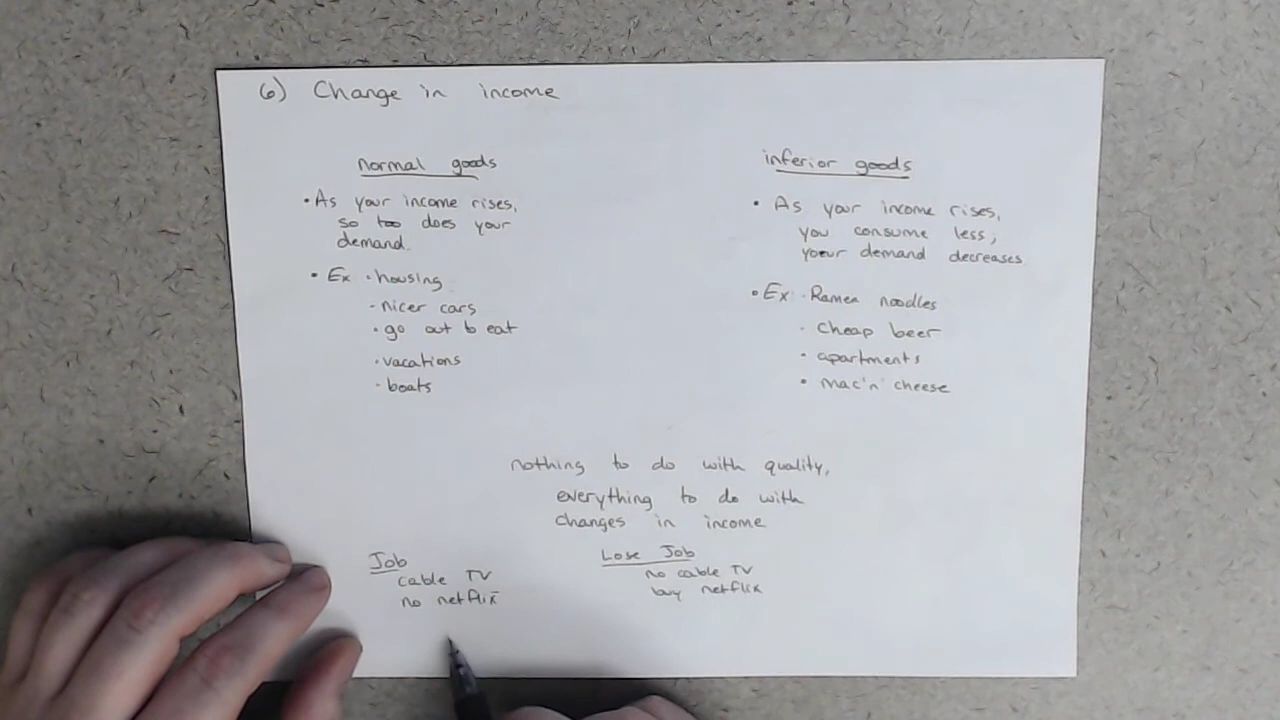 6) Change in income
normal goods
• As your income rises,
so too does your
demand.
• Ex • housing
- nicer cars
• go out to eat
• vacations
• boats
inferior goods
• As your income rises,
you consume less,
your demand decreases
• Ex: • Ramen noodles
• cheap beer
• apartments
• mac'n' cheese
nothing to do with quality,
everything to do with
changes in income
Job
cable TV
no netflix
Lose Job
no cable TV
buy netflix